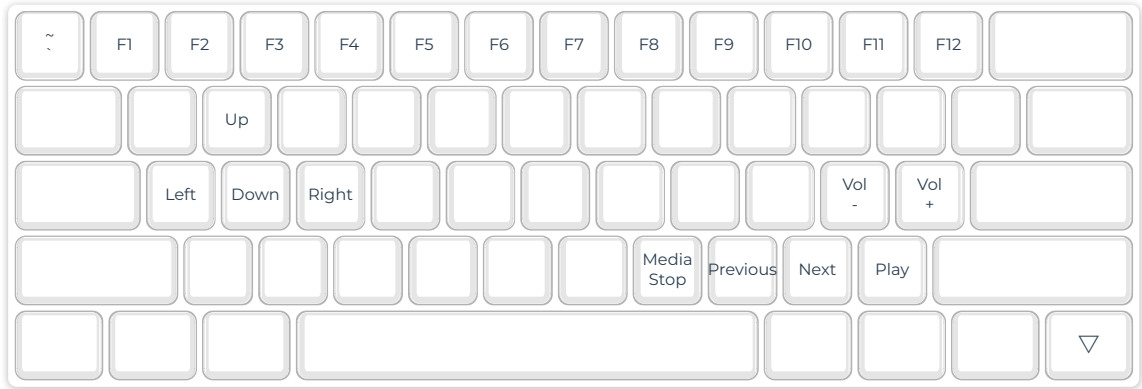 ~
`
F1
F2
F3
F4
F5
F6
F7
F8
F9
F10
F11
F12
Up
Left
Down
Right
Vol
-
Vol
+
Media
Stop
Previous
Next
Play
▽